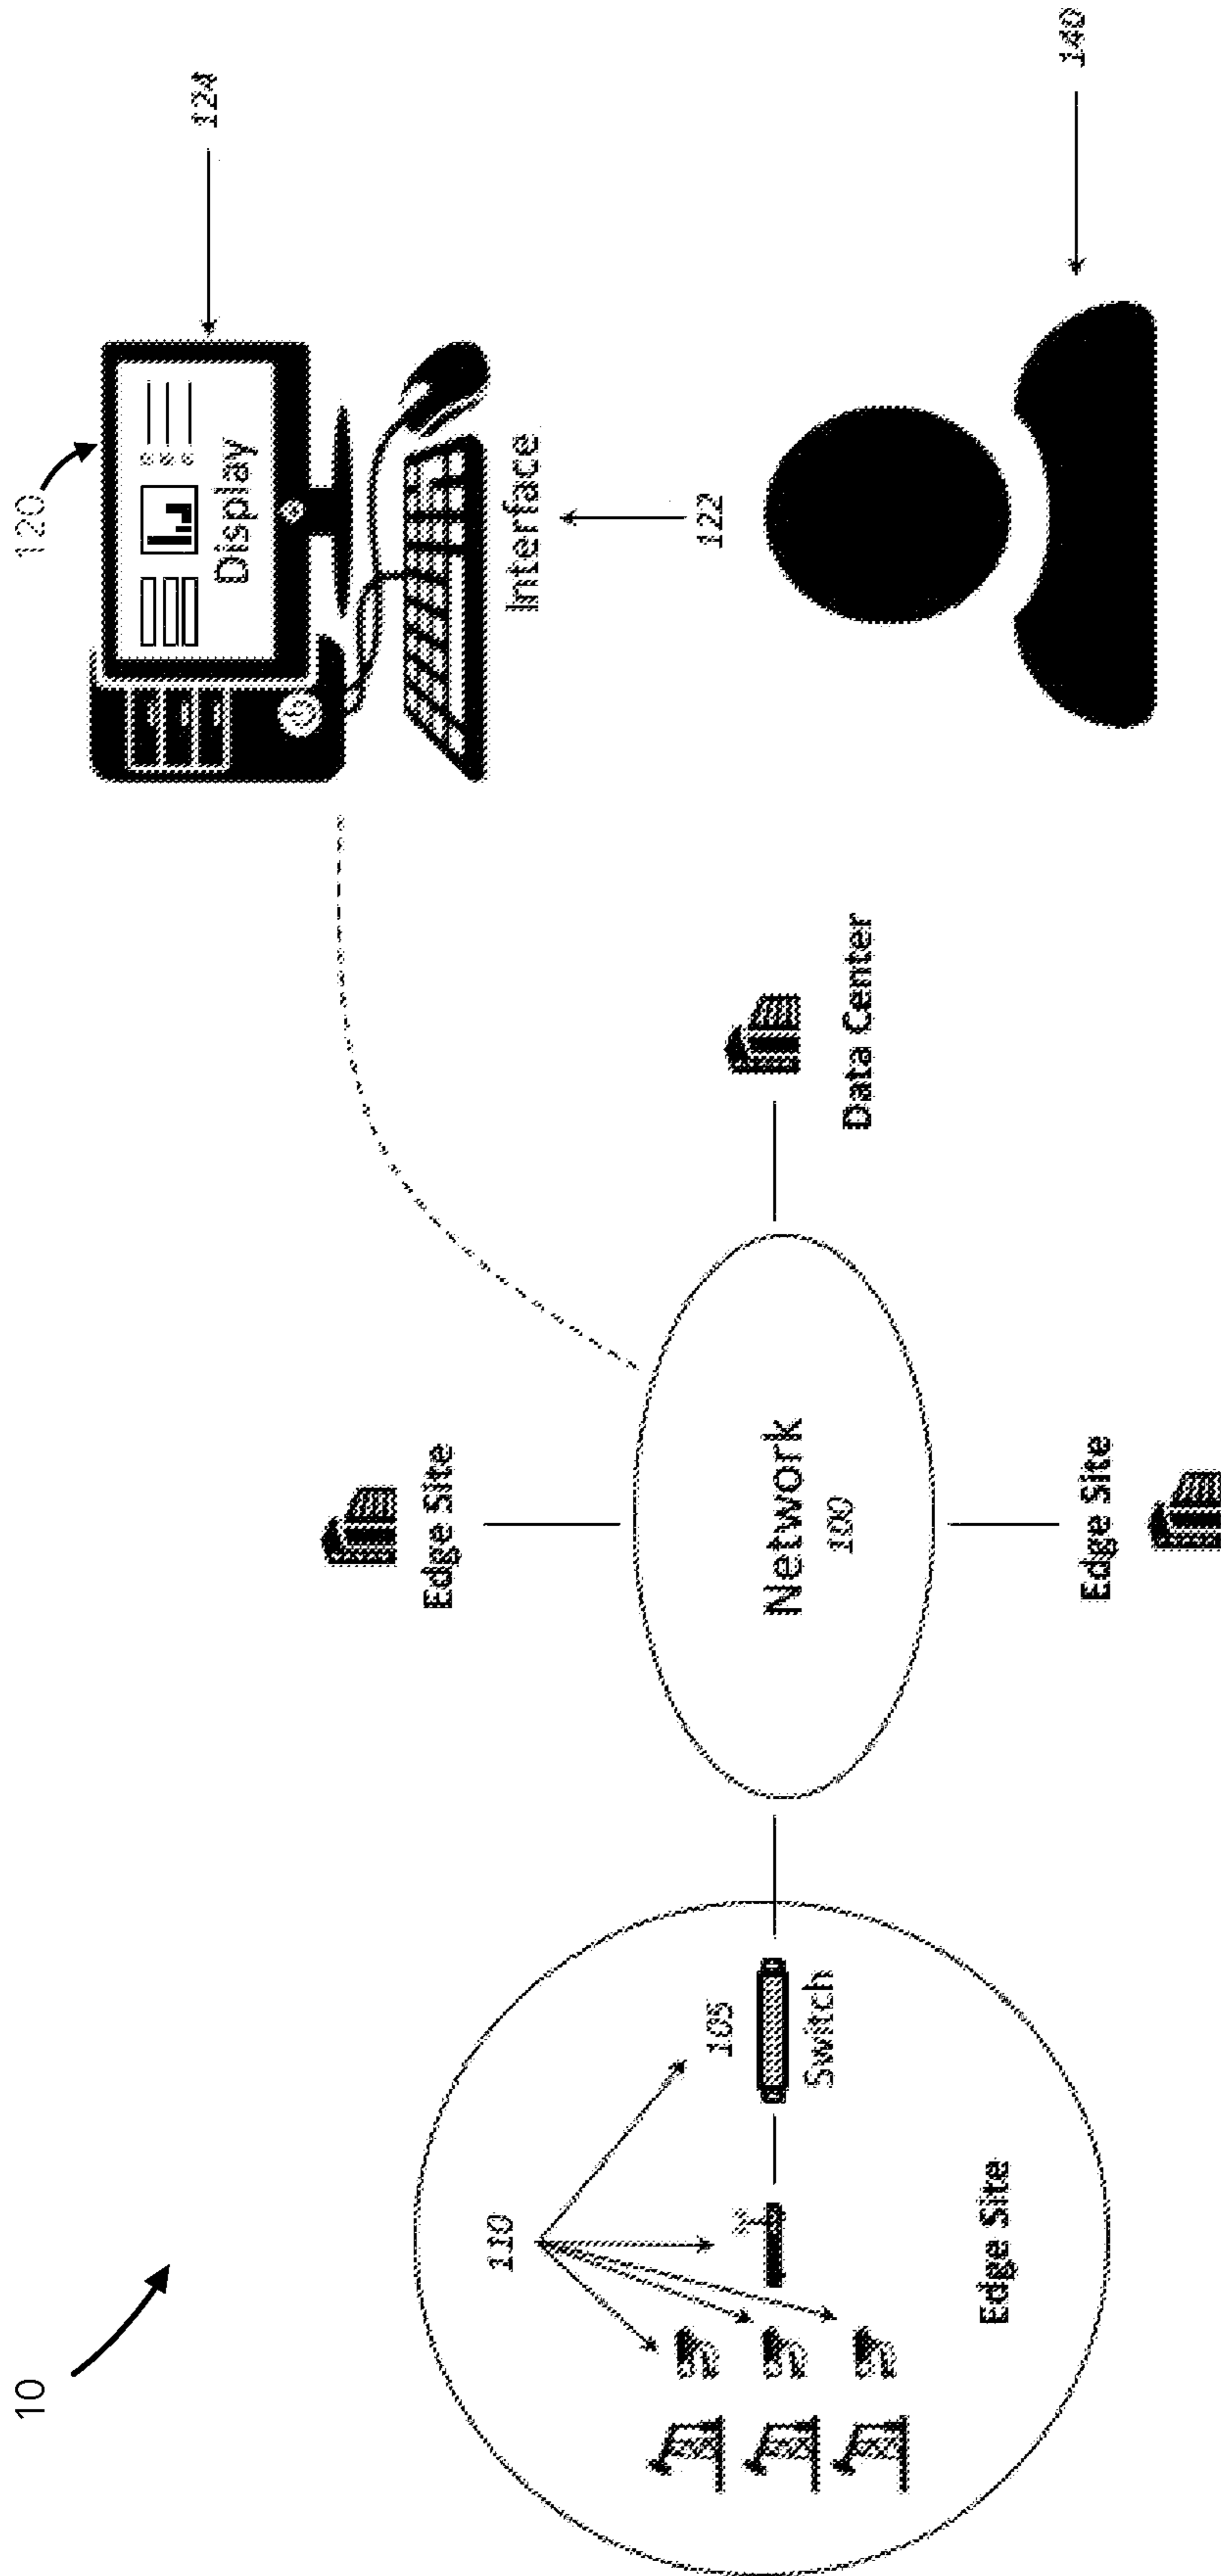 10
120
124
Display
Interface
122
140
Edge Site
Data Center
Network
100
110
105
Switch
Edge Site
Edge Site